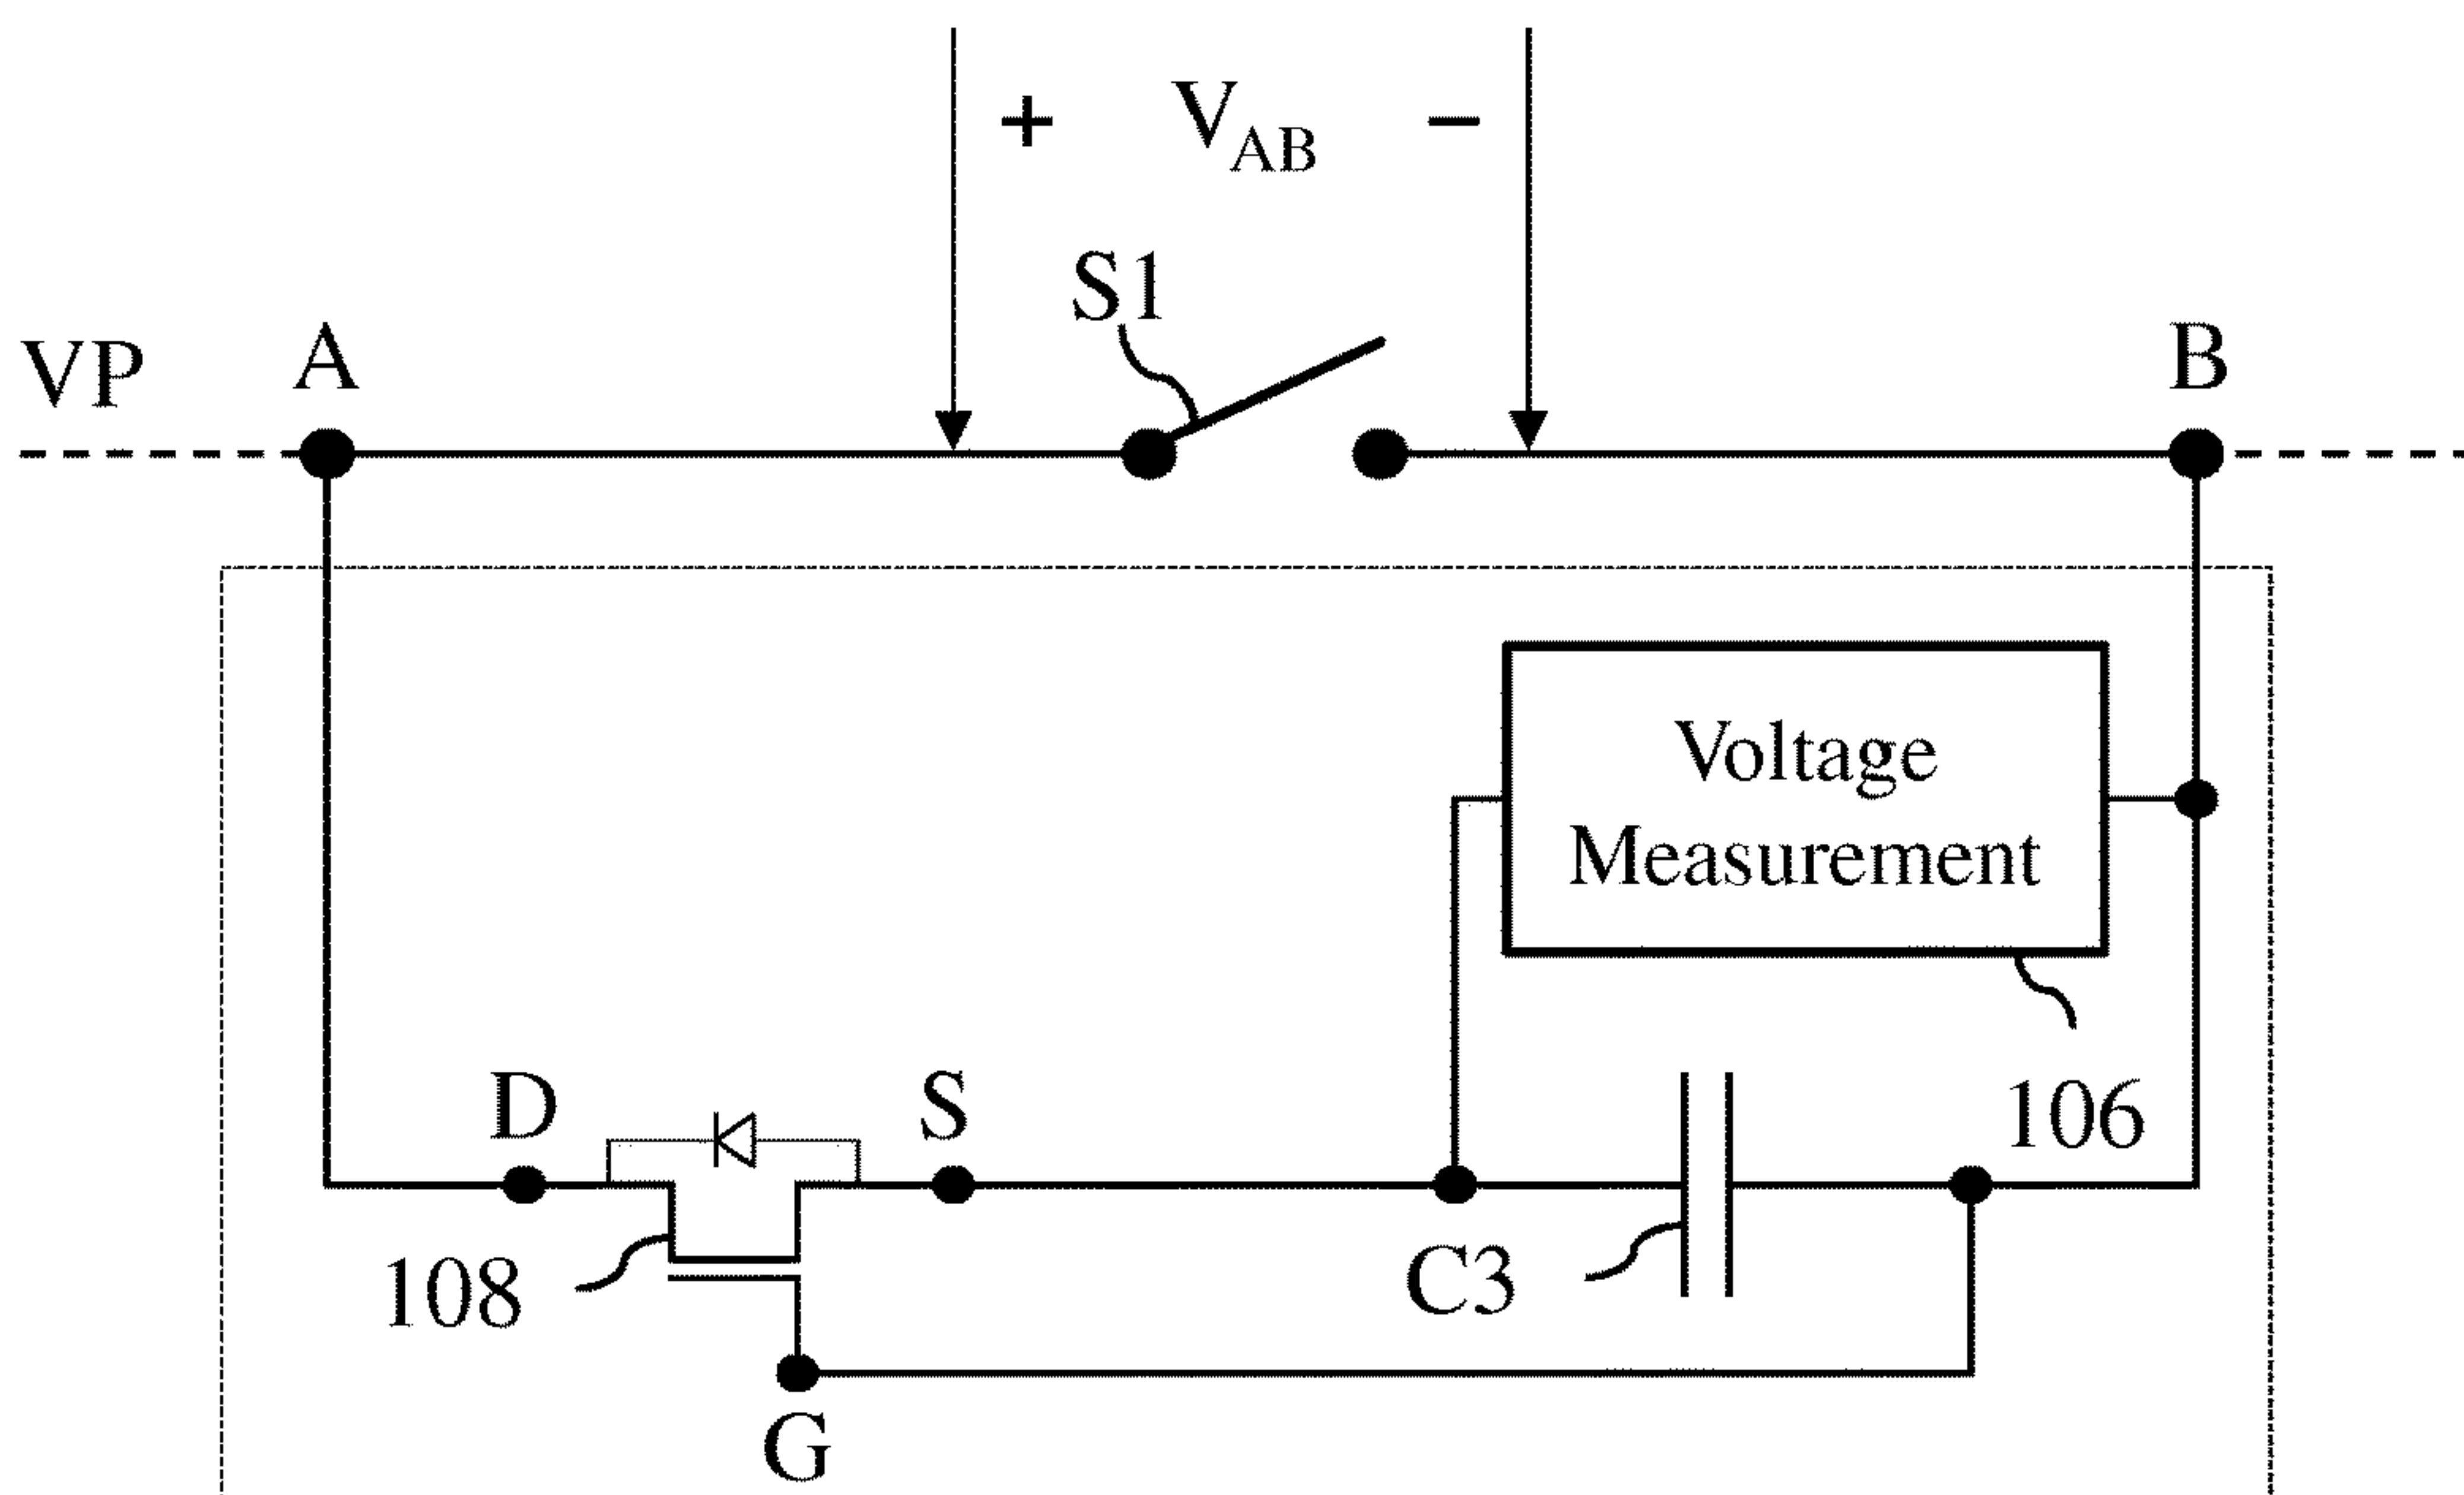 + V_AB −
S1
VP A B
Voltage
Measurement
D S 106
108 C3
G